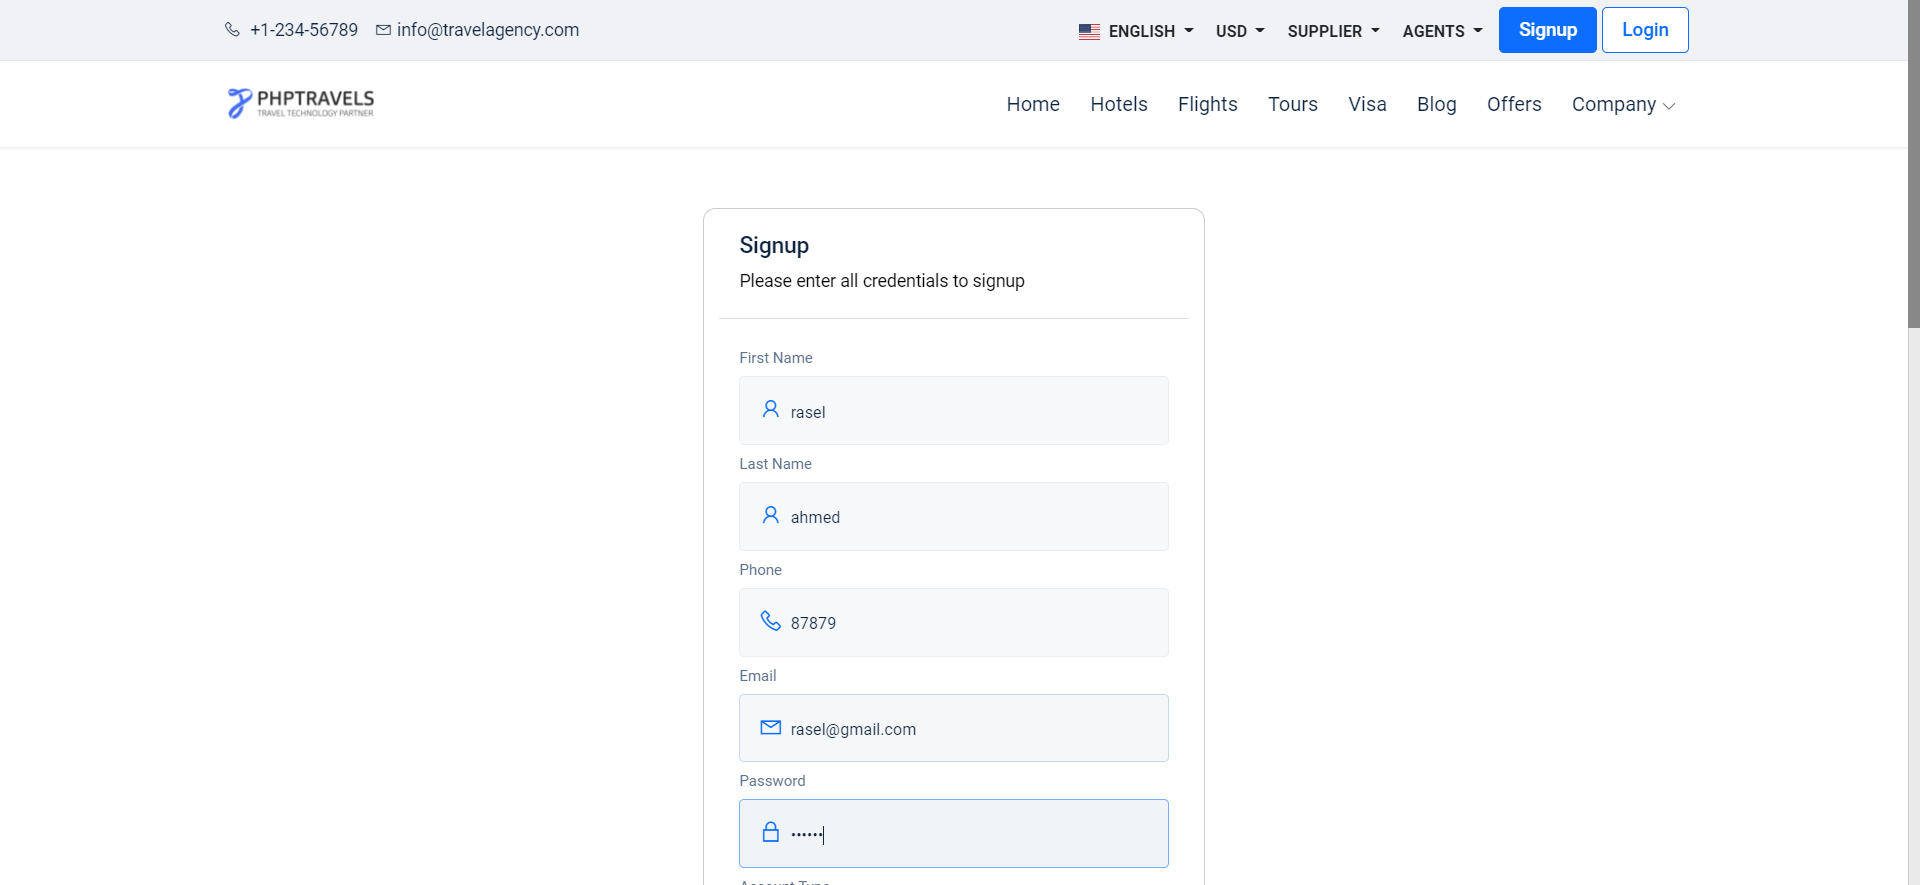 +1-234-56789 info@travelagency.com ENGLISH USD SUPPLIER AGENTS Signup Login
PHPTRAVELS
TRAVEL TECHNOLOGY PARTNER
Home Hotels Flights Tours Visa Blog Offers Company
Signup
Please enter all credentials to signup
First Name
rasel
Last Name
ahmed
Phone
87879
Email
rasel@gmail.com
Password
••••••
Account Type